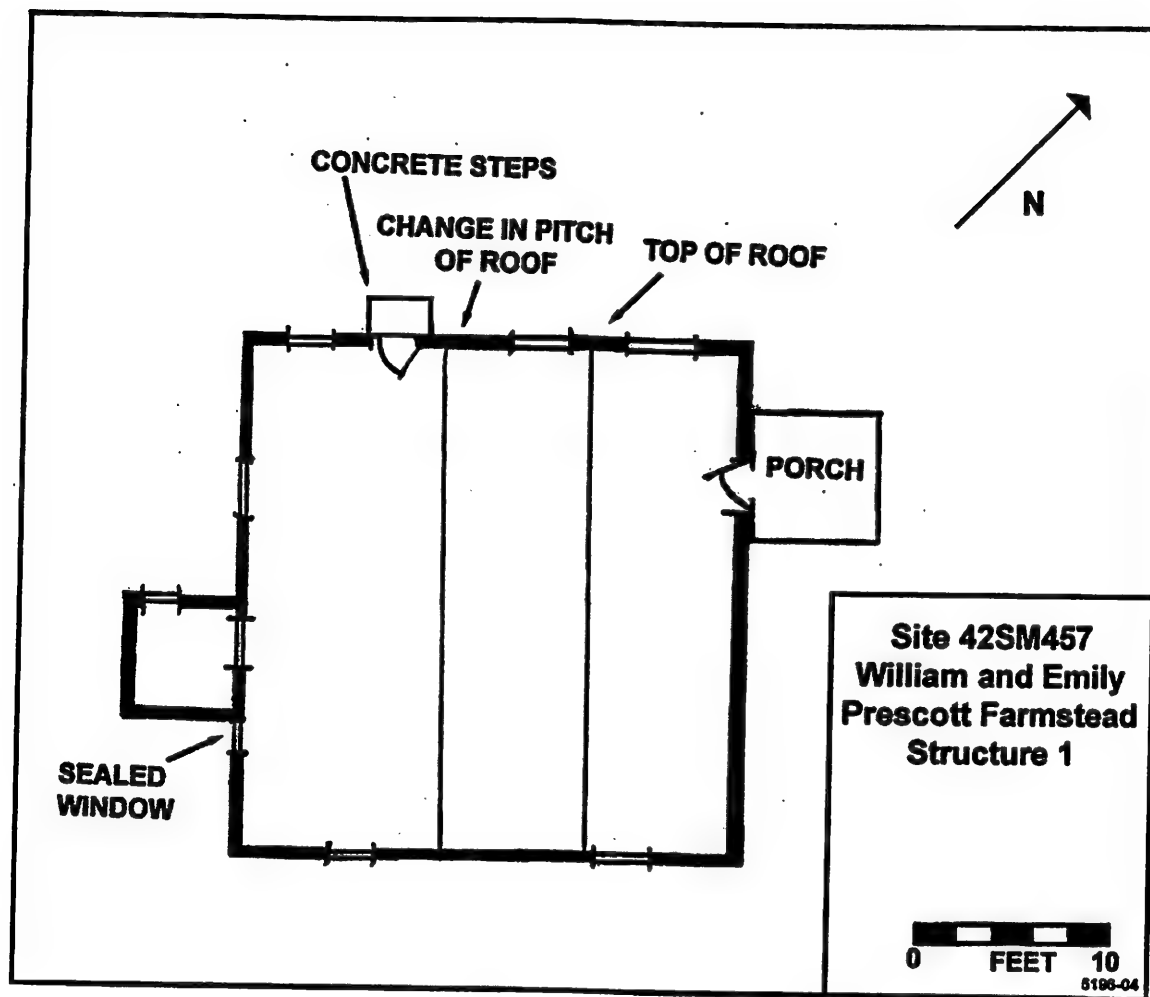 CONCRETE STEPS
CHANGE IN PITCH
OF ROOF
TOP OF ROOF
N
PORCH
SEALED
WINDOW
Site 42SM457
William and Emily
Prescott Farmstead
Structure 1
0 FEET 10
5196-04